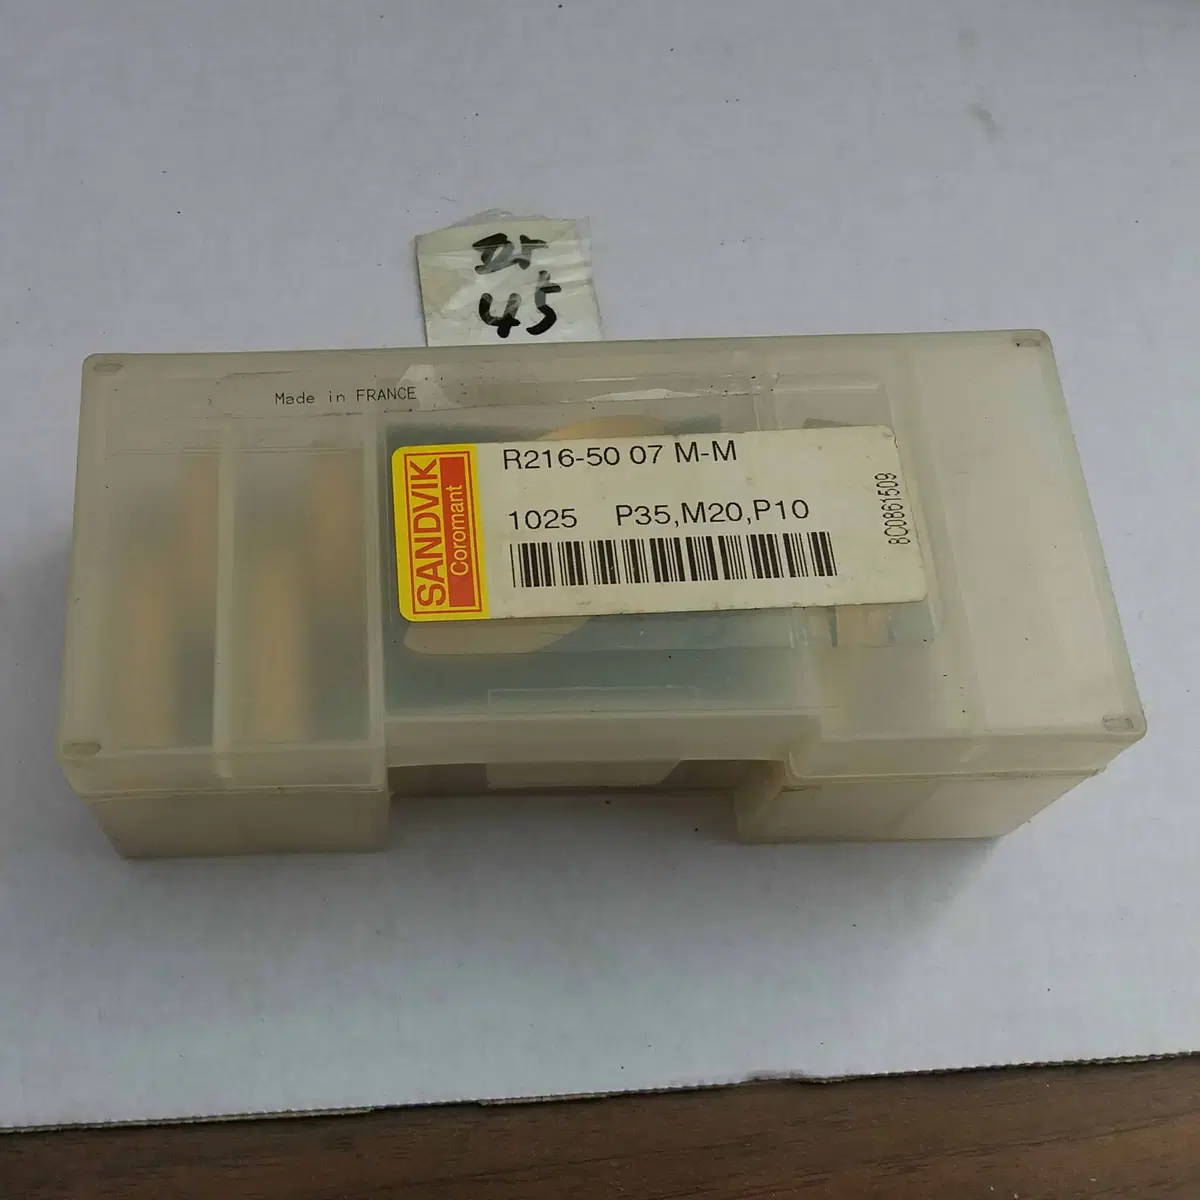 45
Made in FRANCE
SANDVIK
Coromant
R216-50 07 M-M
1025 P35,M20,P10
8C0861509